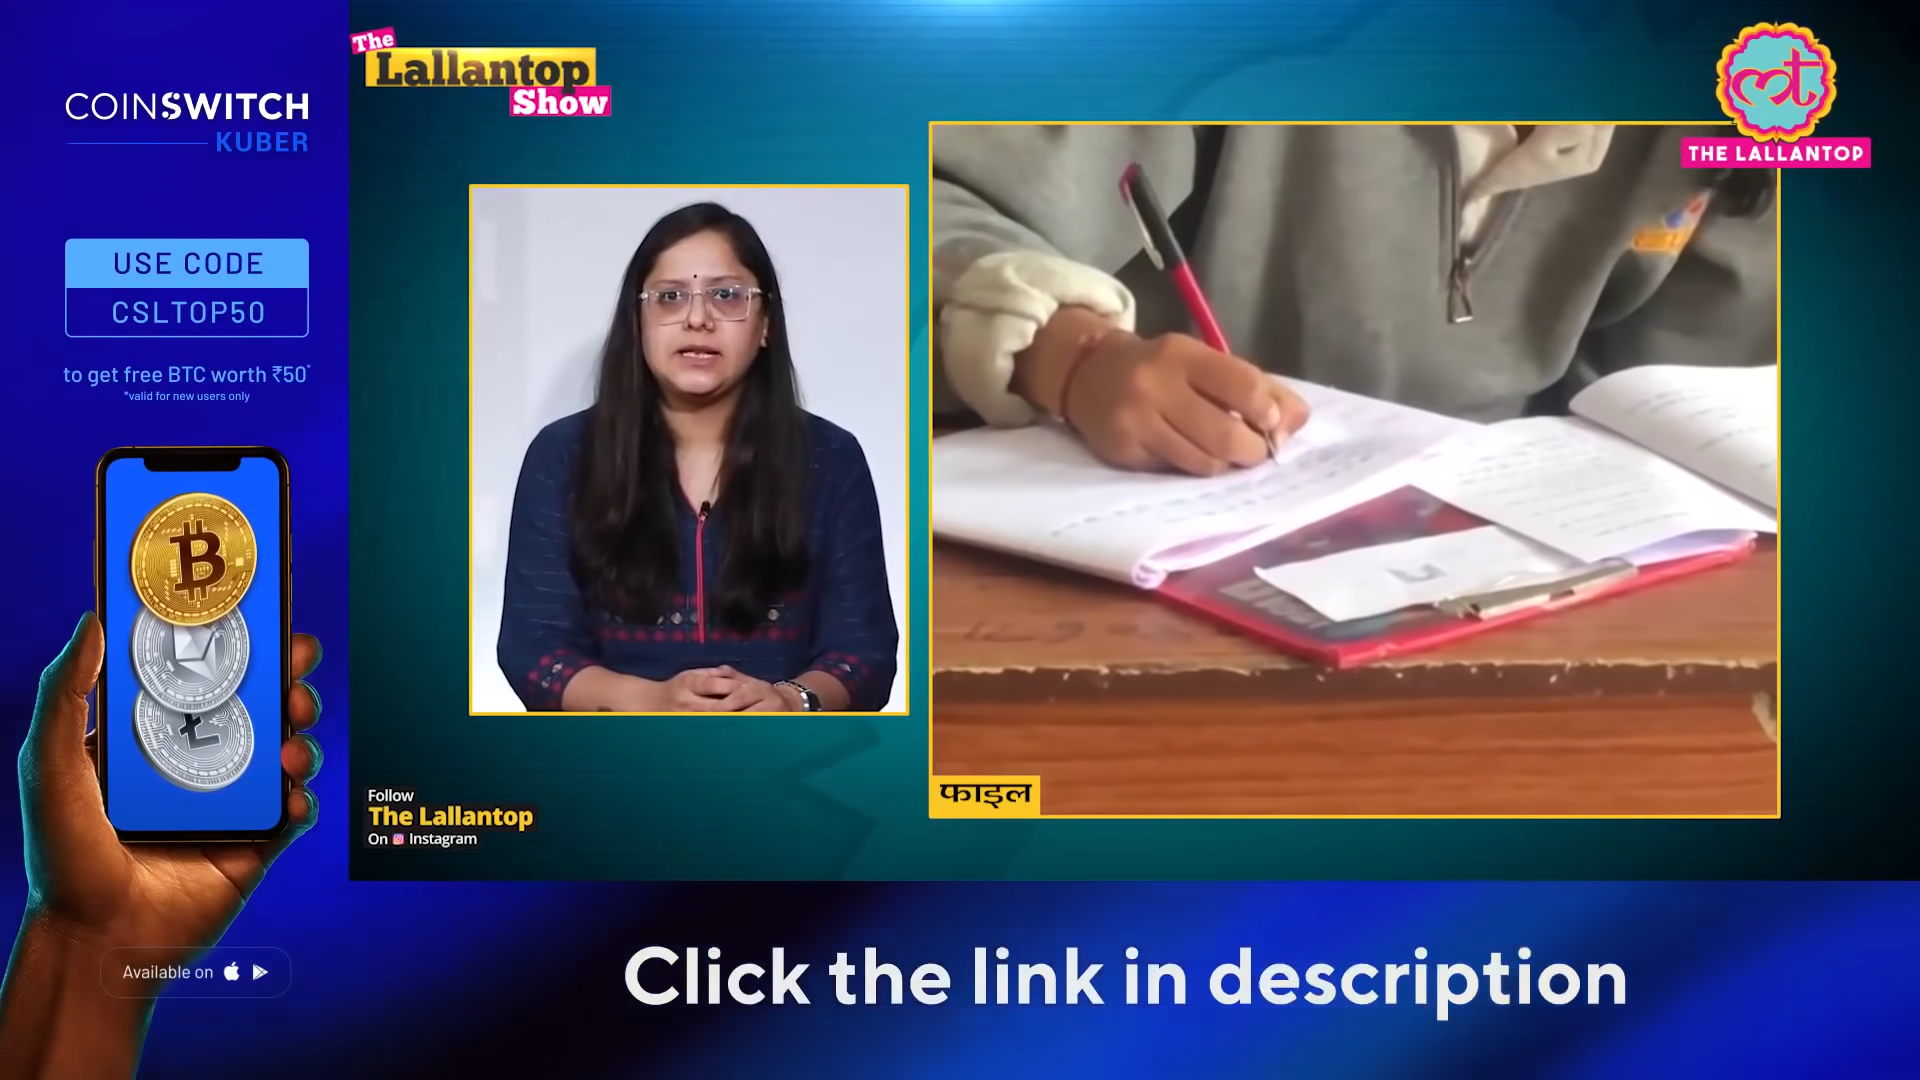 COINSWITCH
KUBER
USE CODE
CSLTOP50
to get free BTC worth ₹50*
*valid for new users only
Available on
The
Lallantop
Show
THE LALLANTOP
फाइल
Follow
The Lallantop
On Instagram
Click the link in description